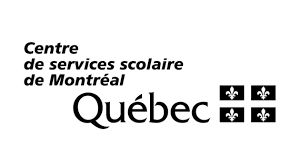 Centre
de services scolaire
de Montréal
Québec